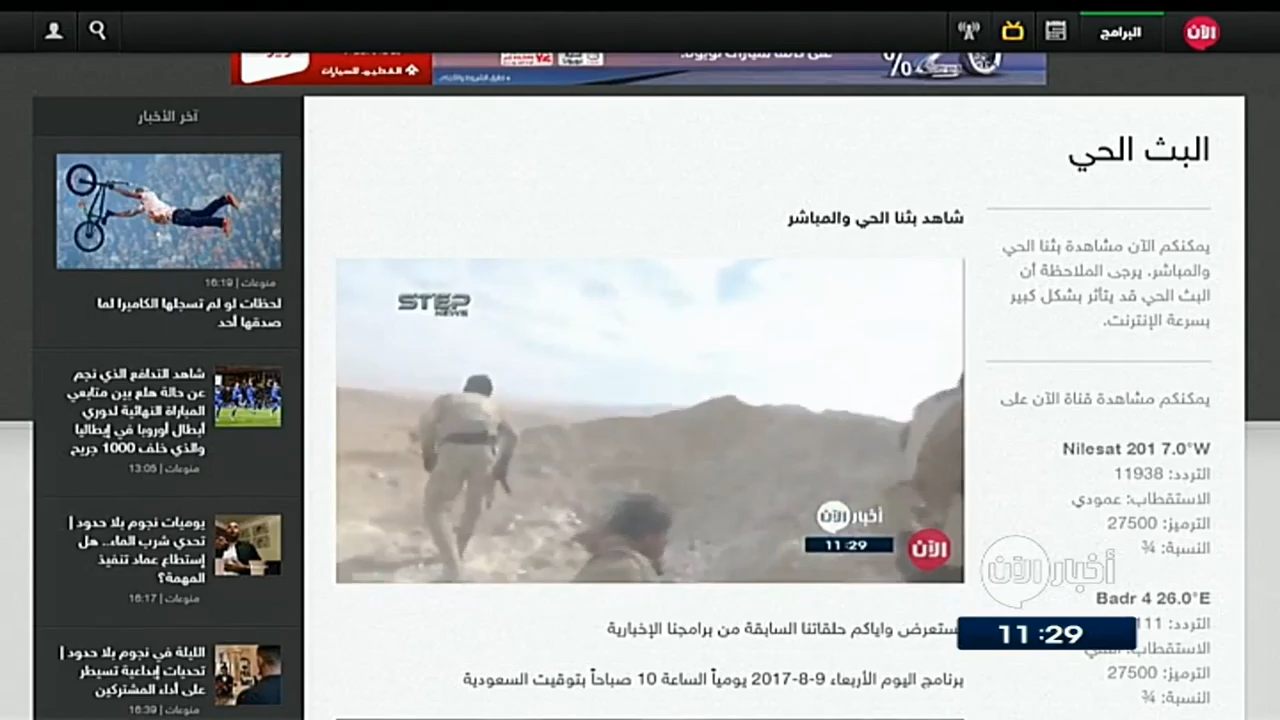 الآن
البرامج
القطيم للسيارات
%
البث الحي
يمكنكم الآن مشاهدة بثنا الحي
والمباشر. يرجى الملاحظة أن
البث الحي قد يتأثر بشكل كبير
بسرعة الإنترنت.
يمكنكم مشاهدة قناة الآن على
Nilesat 201 7.0°W
التردد: 11938
الاستقطاب: عمودي
الترميز: 27500
النسبة: ¾
Badr 4 26.0°E
الاستقطاب:
الترميز: 27500
النسبة: ¾
أخبار الآن
11:29
شاهد بثنا الحي والمباشر
STEP
NEWS
أخبار الآن
11:29
الآن
ستعرض واياكم حلقاتنا السابقة من برامجنا الإخبارية
برنامج اليوم الأربعاء 9-8-2017 يومياً الساعة 10 صباحاً بتوقيت السعودية
آخر الأخبار
منوعات | 16:19
لحظات لو لم تسجلها الكاميرا لما
صدقها أحد
شاهد التدافع الذي نجم
عن حالة هلع بين متابعي
المباراة النهائية لدوري
أبطال أوروبا في إيطاليا
والذي خلف 1000 جريح
منوعات | 13:05
يوميات نجوم بلا حدود |
تحدي شرب الماء.. هل
إستطاع عماد تنفيذ
المهمة؟
منوعات | 16:17
الليلة في نجوم بلا حدود |
تحديات إبداعية تسيطر
على أداء المشتركين
منوعات | 16:39